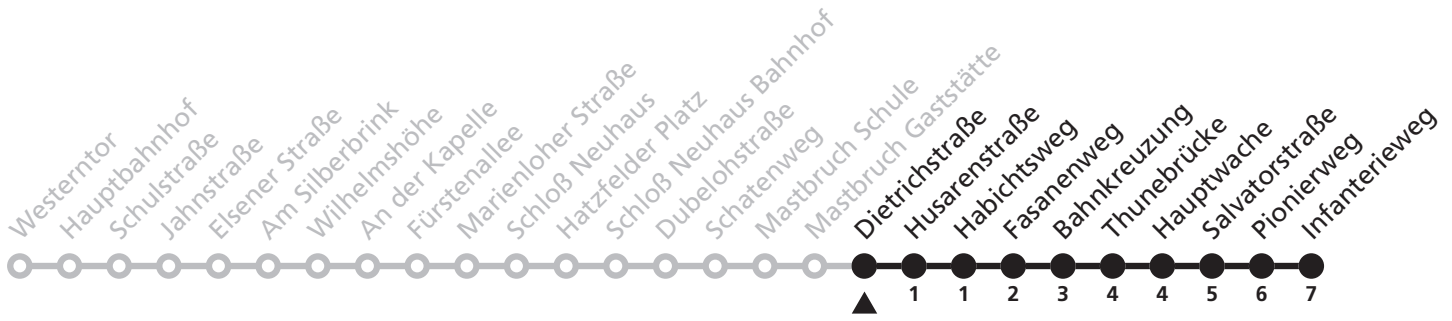 Westerntor
Hauptbahnhof
Schulstraße
Jahnstraße
Elsener Straße
Am Silberbrink
Wilhelmshöhe
An der Kapelle
Fürstenallee
Marienloher Straße
Schloß Neuhaus
Hatzfelder Platz
Schloß Neuhaus Bahnhof
Dubelohstraße
Schatenweg
Mastbruch Schule
Mastbruch Gaststätte
Dietrichstraße
Husarenstraße
Habichtsweg
Fasanenweg
Bahnkreuzung
Thunebrücke
Hauptwache
Salvatorstraße
Pionierweg
Infanterieweg
1 1 2 3 4 4 5 6 7